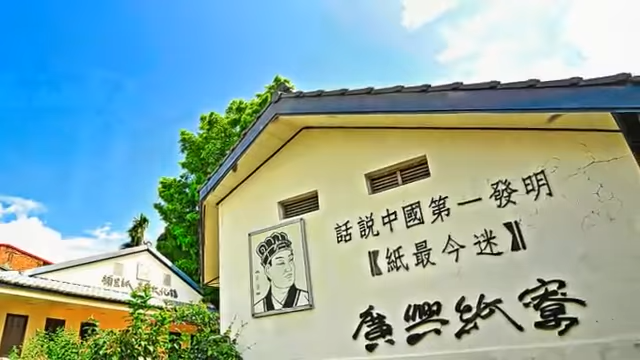 話說中國第一發明
【紙最今迷】
廣興紙寮